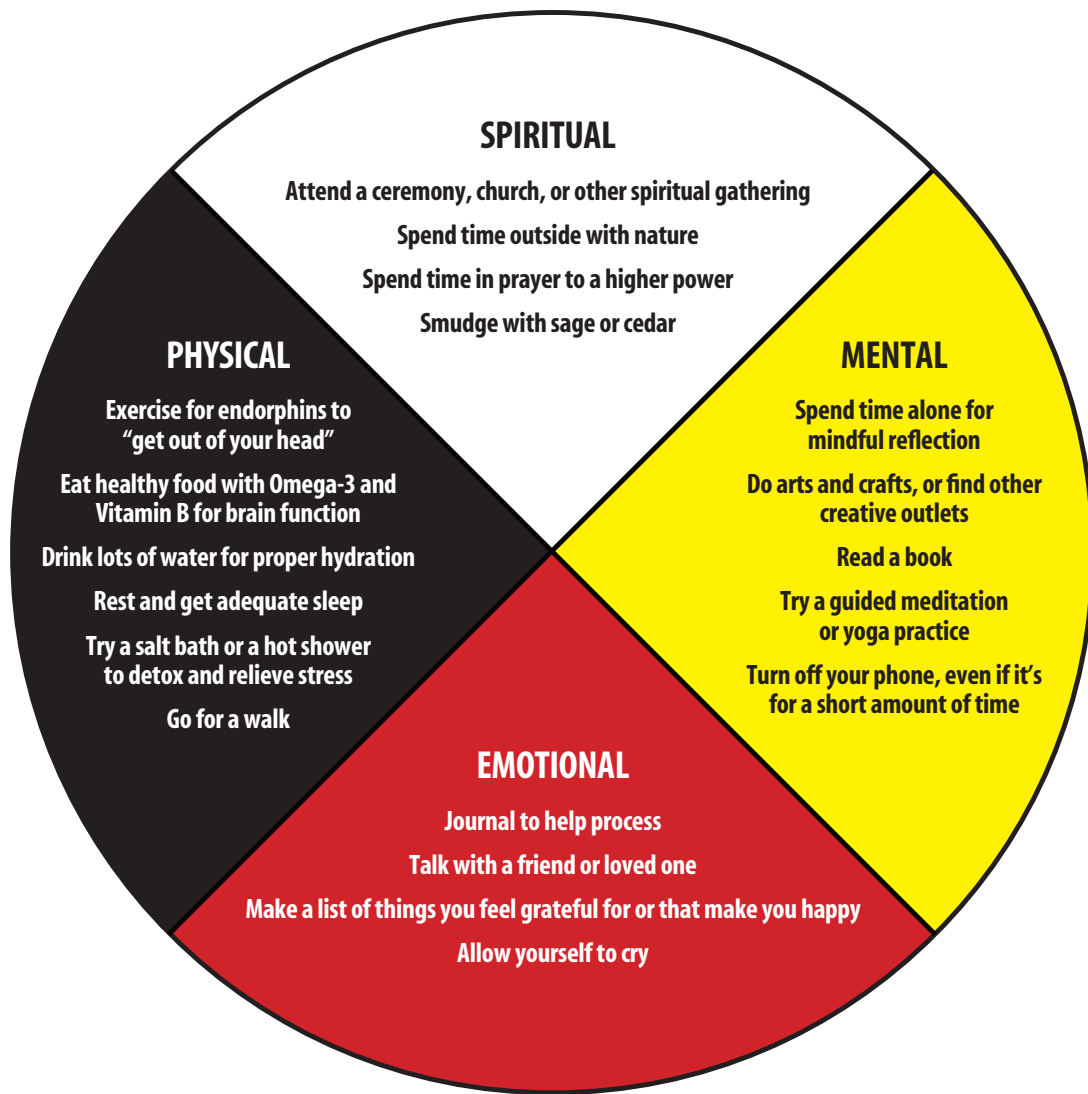 SPIRITUAL
Attend a ceremony, church, or other spiritual gathering
Spend time outside with nature
Spend time in prayer to a higher power
Smudge with sage or cedar
PHYSICAL
Exercise for endorphins to
“get out of your head”
Eat healthy food with Omega-3 and
Vitamin B for brain function
Drink lots of water for proper hydration
Rest and get adequate sleep
Try a salt bath or a hot shower
to detox and relieve stress
Go for a walk
MENTAL
Spend time alone for
mindful reflection
Do arts and crafts, or find other
creative outlets
Read a book
Try a guided meditation
or yoga practice
Turn off your phone, even if it’s
for a short amount of time
EMOTIONAL
Journal to help process
Talk with a friend or loved one
Make a list of things you feel grateful for or that make you happy
Allow yourself to cry